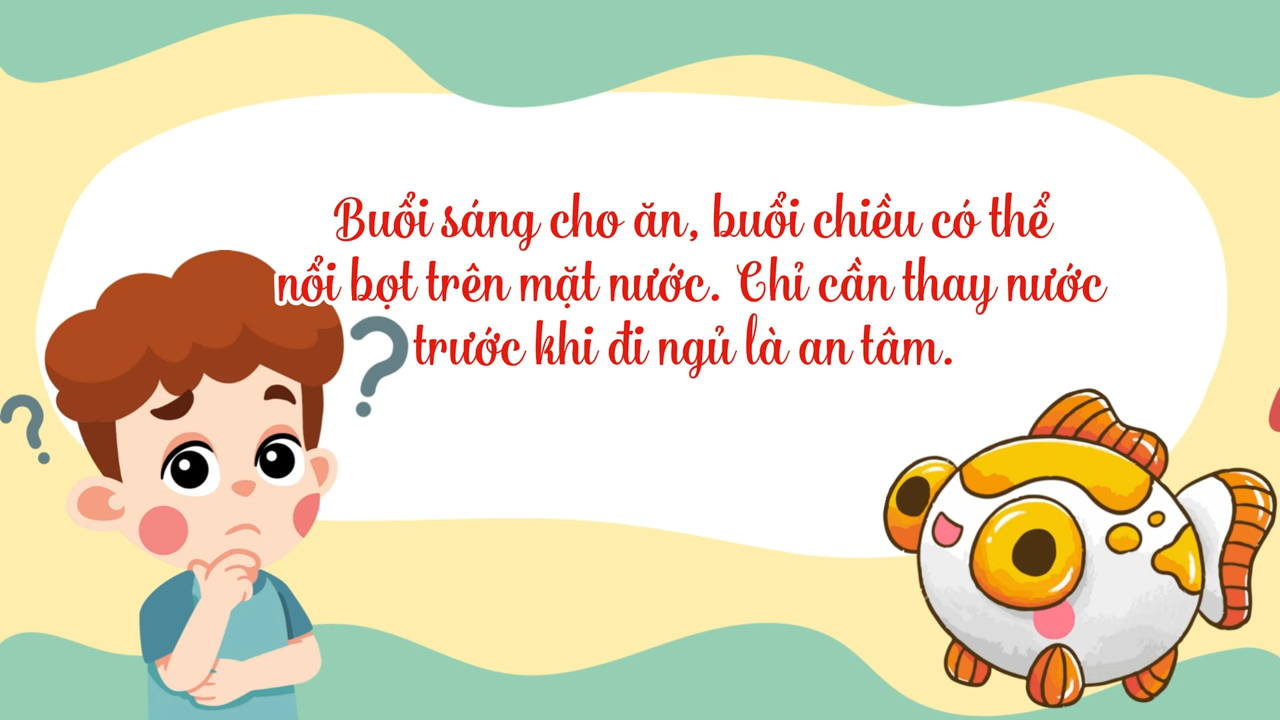 Buổi sáng cho ăn, buổi chiều có thể
nổi bọt trên mặt nước. Chỉ cần thay nước
trước khi đi ngủ là an tâm.